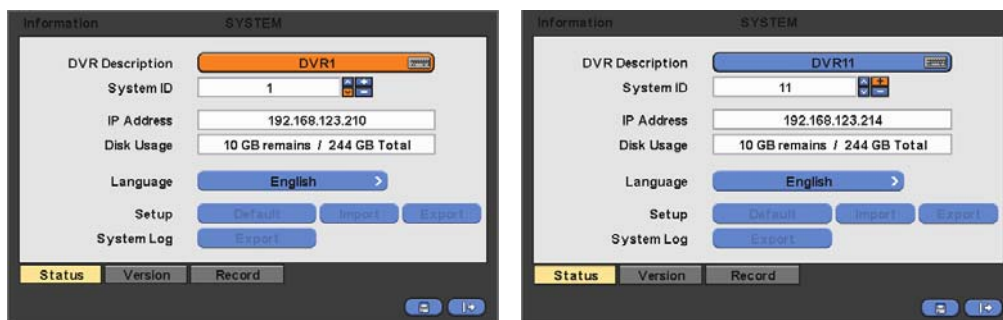 Information SYSTEM
DVR Description DVR1
System ID 1
IP Address 192.168.123.210
Disk Usage 10 GB remains / 244 GB Total
Language English
Setup Default Import Export
System Log Export
Status Version Record
Information SYSTEM
DVR Description DVR11
System ID 11
IP Address 192.168.123.214
Disk Usage 10 GB remains / 244 GB Total
Language English
Setup Default Import Export
System Log Export
Status Version Record